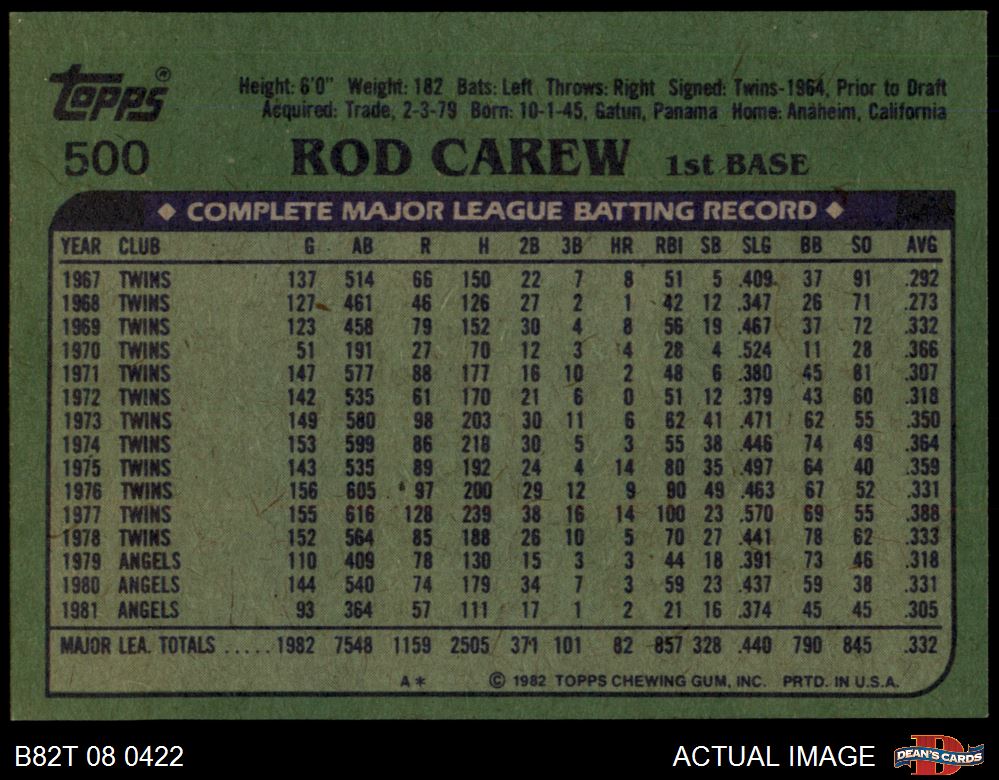 Topps®
Height: 6'0" Weight: 182 Bats: Left Throws: Right Signed: Twins-1964, Prior to Draft
Acquired: Trade, 2-3-79 Born: 10-1-45, Gatun, Panama Home: Anaheim, California
500 ROD CAREW 1st BASE
◆ COMPLETE MAJOR LEAGUE BATTING RECORD ◆
YEAR CLUB G AB R H 2B 3B HR RBI SB SLG BB SO AVG
1967 TWINS 137 514 66 150 22 7 8 51 5 .409 37 91 .292
1968 TWINS 127 461 46 126 27 2 1 42 12 .347 26 71 .273
1969 TWINS 123 458 79 152 30 4 8 56 19 .467 37 72 .332
1970 TWINS 51 191 27 70 12 3 4 28 4 .524 11 28 .366
1971 TWINS 147 577 88 177 16 10 2 48 6 .380 45 81 .307
1972 TWINS 142 535 61 170 21 6 0 51 12 .379 43 60 .318
1973 TWINS 149 580 98 203 30 11 6 62 41 .471 62 55 .350
1974 TWINS 153 599 86 218 30 5 3 55 38 .446 74 49 .364
1975 TWINS 143 535 89 192 24 4 14 80 35 .497 64 40 .359
1976 TWINS 156 605 97 200 29 12 9 90 49 .463 67 52 .331
1977 TWINS 155 616 128 239 38 16 14 100 23 .570 69 55 .388
1978 TWINS 152 564 85 188 26 10 5 70 27 .441 78 62 .333
1979 ANGELS 110 409 78 130 15 3 3 44 18 .391 73 46 .318
1980 ANGELS 144 540 74 179 34 7 3 59 23 .437 59 38 .331
1981 ANGELS 93 364 57 111 17 1 2 21 16 .374 45 45 .305
MAJOR LEA. TOTALS ..... 1982 7548 1159 2505 371 101 82 857 328 .440 790 845 .332
A* © 1982 TOPPS CHEWING GUM, INC. PRTD. IN U.S.A.
B82T 08 0422 ACTUAL IMAGE DEAN'S CARDS